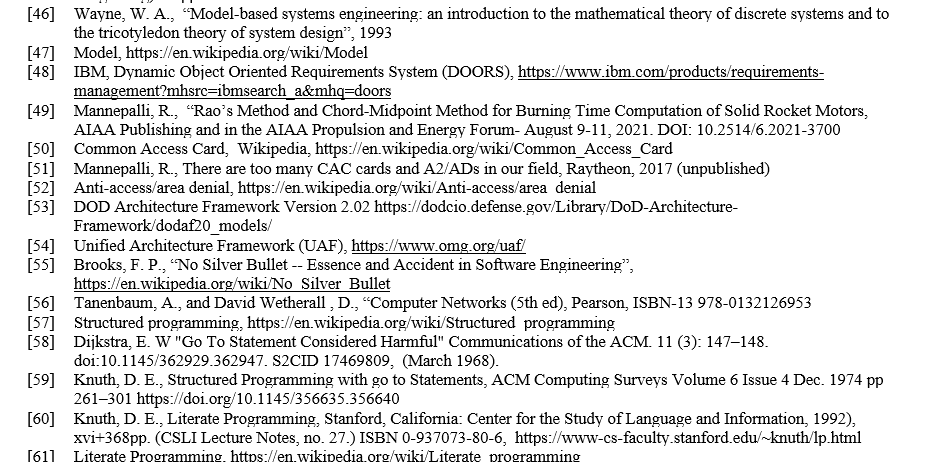 [46] Wayne, W. A., “Model-based systems engineering: an introduction to the mathematical theory of discrete systems and to
the tricotyledon theory of system design”, 1993
[47] Model, https://en.wikipedia.org/wiki/Model
[48] IBM, Dynamic Object Oriented Requirements System (DOORS), https://www.ibm.com/products/requirements-
management?mhsrc=ibmsearch_a&mhq=doors
[49] Mannepalli, R., “Rao’s Method and Chord-Midpoint Method for Burning Time Computation of Solid Rocket Motors,
AIAA Publishing and in the AIAA Propulsion and Energy Forum- August 9-11, 2021. DOI: 10.2514/6.2021-3700
[50] Common Access Card, Wikipedia, https://en.wikipedia.org/wiki/Common_Access_Card
[51] Mannepalli, R., There are too many CAC cards and A2/ADs in our field, Raytheon, 2017 (unpublished)
[52] Anti-access/area denial, https://en.wikipedia.org/wiki/Anti-access/area_denial
[53] DOD Architecture Framework Version 2.02 https://dodcio.defense.gov/Library/DoD-Architecture-
Framework/dodaf20_models/
[54] Unified Architecture Framework (UAF), https://www.omg.org/uaf/
[55] Brooks, F. P., “No Silver Bullet -- Essence and Accident in Software Engineering”,
https://en.wikipedia.org/wiki/No_Silver_Bullet
[56] Tanenbaum, A., and David Wetherall , D., “Computer Networks (5th ed), Pearson, ISBN-13 978-0132126953
[57] Structured programming, https://en.wikipedia.org/wiki/Structured_programming
[58] Dijkstra, E. W "Go To Statement Considered Harmful" Communications of the ACM. 11 (3): 147–148.
doi:10.1145/362929.362947. S2CID 17469809, (March 1968).
[59] Knuth, D. E., Structured Programming with go to Statements, ACM Computing Surveys Volume 6 Issue 4 Dec. 1974 pp
261–301 https://doi.org/10.1145/356635.356640
[60] Knuth, D. E., Literate Programming, Stanford, California: Center for the Study of Language and Information, 1992),
xvi+368pp. (CSLI Lecture Notes, no. 27.) ISBN 0-937073-80-6, https://www-cs-faculty.stanford.edu/~knuth/lp.html
[61] Literate Programming, https://en.wikipedia.org/wiki/Literate_programming